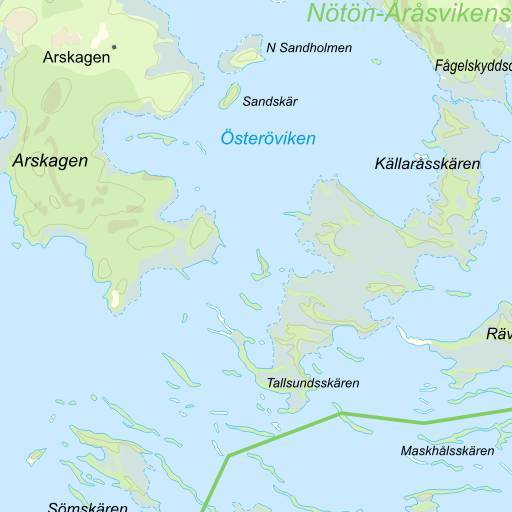 Nötön-Åråsvikens
N Sandholmen
Arskagen
Fågelskyddso
Sandskär
Österöviken
Arskagen
Källaråsskären
Räv
Tallsundsskären
Maskhålsskären
Sömskären